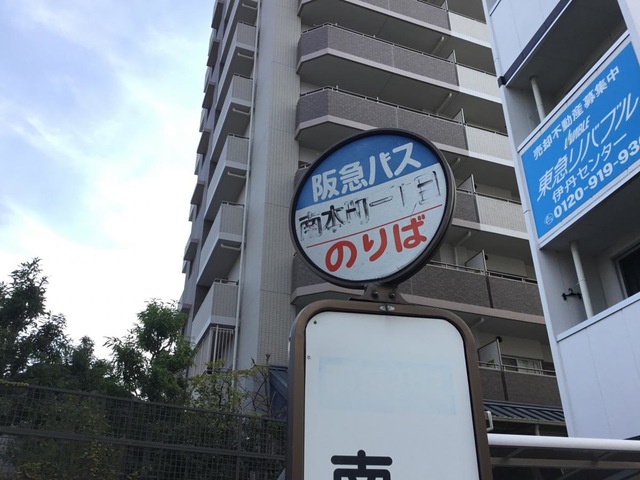 阪急バス
南本町一丁目
のりば
南
売却不動産募集中
LIVABLE
東急リバブル
伊丹センター
0120-919-93